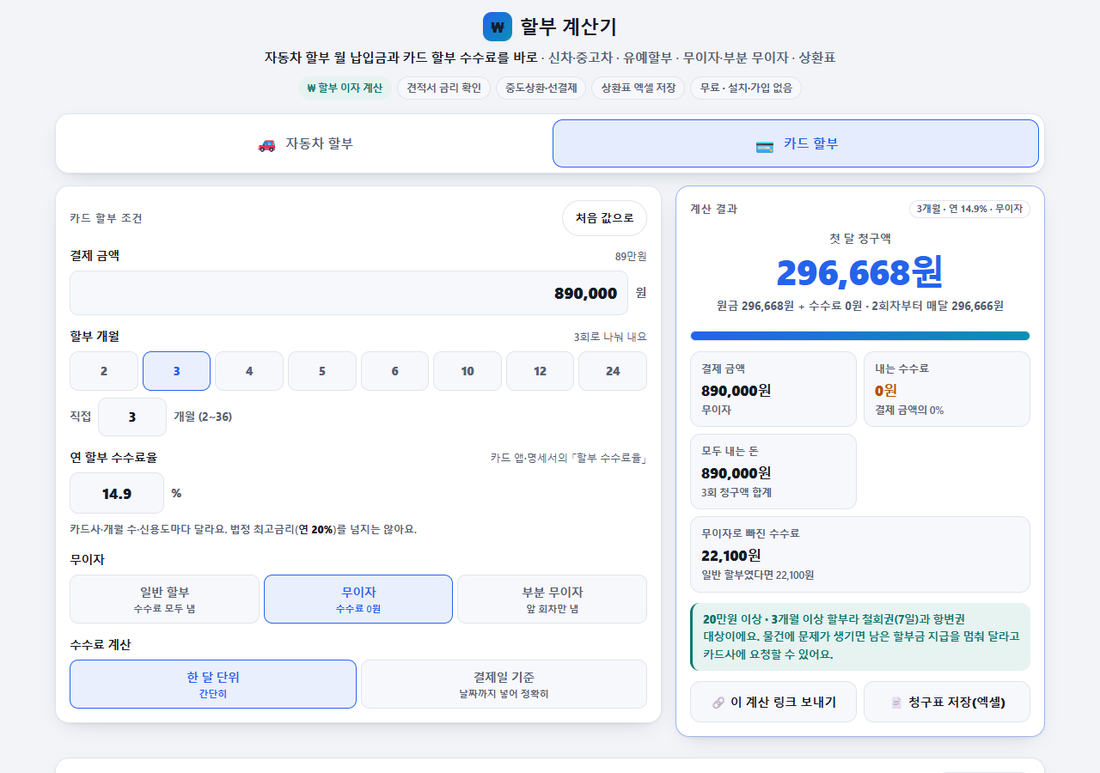 ₩ 할부 계산기
자동차 할부 월 납입금과 카드 할부 수수료를 바로 · 신차·중고차 · 유예할부 · 무이자·부분 무이자 · 상환표
₩ 할부 이자 계산
견적서 금리 확인
중도상환·선결제
상환표 엑셀 저장
무료 · 설치·가입 없음
자동차 할부
카드 할부
카드 할부 조건
처음 값으로
결제 금액
89만원
890,000 원
할부 개월
3회로 나눠 내요
2
3
4
5
6
10
12
24
직접 3 개월 (2~36)
연 할부 수수료율
카드 앱·명세서의 「할부 수수료율」
14.9 %
카드사·개월 수·신용도마다 달라요. 법정 최고금리(연 20%)를 넘지는 않아요.
무이자
일반 할부
수수료 모두 냄
무이자
수수료 0원
부분 무이자
앞 회차만 냄
수수료 계산
한 달 단위
간단히
결제일 기준
날짜까지 넣어 정확히
계산 결과
3개월 · 연 14.9% · 무이자
첫 달 청구액
296,668원
원금 296,668원 + 수수료 0원 · 2회차부터 매달 296,666원
결제 금액
890,000원
무이자
내는 수수료
0원
결제 금액의 0%
모두 내는 돈
890,000원
3회 청구액 합계
무이자로 빠진 수수료
22,100원
일반 할부였다면 22,100원
20만원 이상 · 3개월 이상 할부라 철회권(7일)과 항변권
대상이에요. 물건에 문제가 생기면 남은 할부금 지급을 멈춰 달라고
카드사에 요청할 수 있어요.
이 계산 링크 보내기
청구표 저장(엑셀)